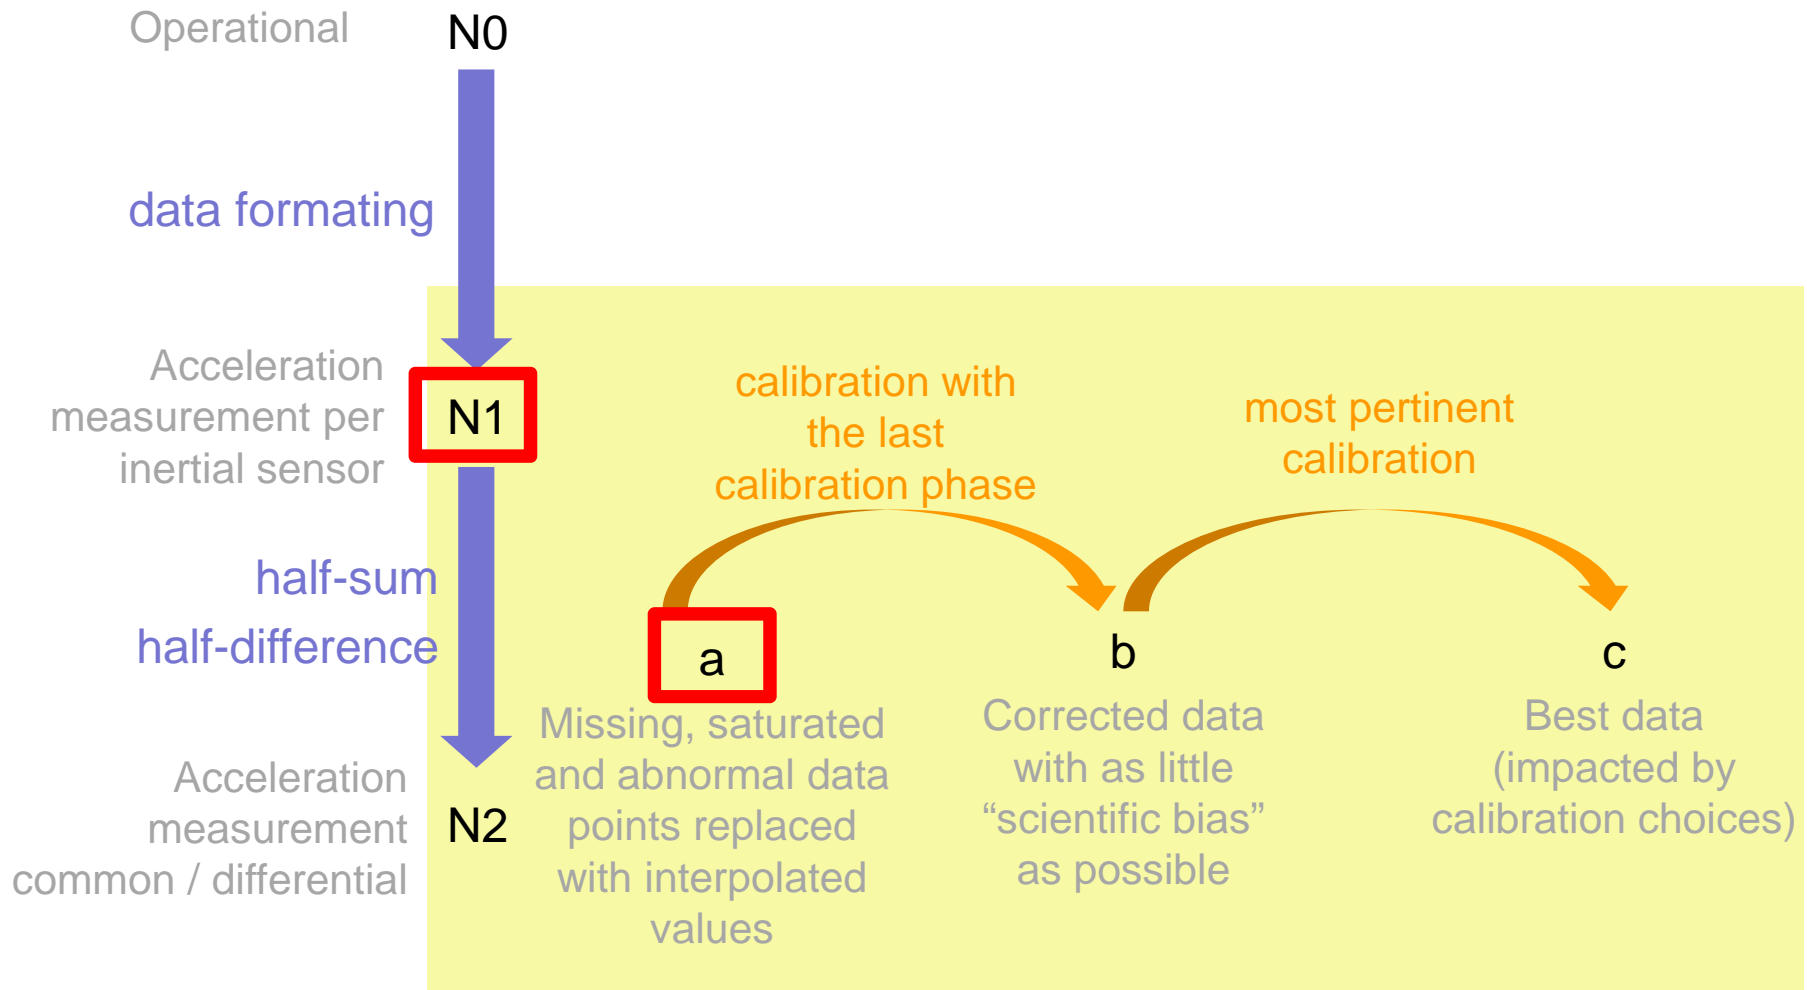 Operational
N0
data formating
Acceleration
measurement per
inertial sensor
N1
calibration with
the last
calibration phase
most pertinent
calibration
half-sum
half-difference
a
b
c
Missing, saturated
and abnormal data
points replaced
with interpolated
values
Corrected data
with as little
“scientific bias”
as possible
Best data
(impacted by
calibration choices)
Acceleration
measurement
common / differential
N2